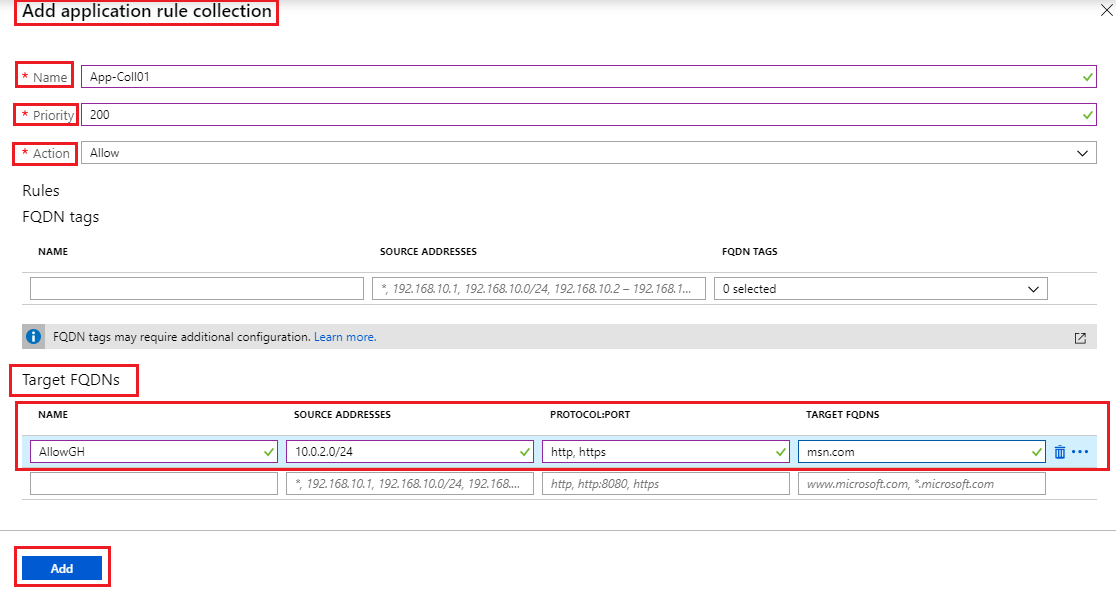 Add application rule collection
* Name App-Coll01
* Priority 200
* Action Allow
Rules
FQDN tags
NAME SOURCE ADDRESSES FQDN TAGS
*, 192.168.10.1, 192.168.10.0/24, 192.168.10.2 – 192.168.1... 0 selected
FQDN tags may require additional configuration. Learn more.
Target FQDNs
NAME SOURCE ADDRESSES PROTOCOL:PORT TARGET FQDNS
AllowGH 10.0.2.0/24 http, https msn.com
*, 192.168.10.1, 192.168.10.0/24, 192.168.... http, http:8080, https www.microsoft.com, *.microsoft.com
Add